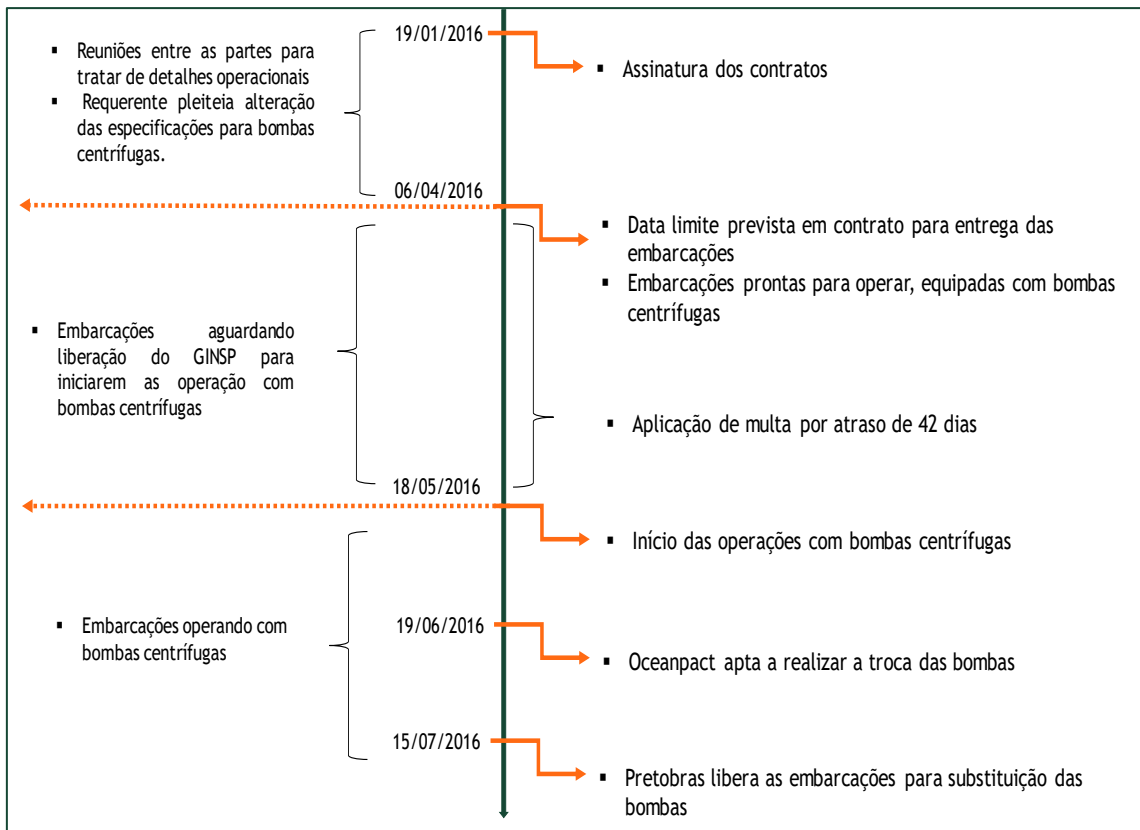 19/01/2016
▪ Reuniões entre as partes para
tratar de detalhes operacionais
▪ Requerente pleiteia alteração
das especificações para bombas
centrífugas.
▪ Assinatura dos contratos
06/04/2016
▪ Data limite prevista em contrato para entrega das
embarcações
▪ Embarcações prontas para operar, equipadas com bombas
centrífugas
▪ Embarcações aguardando
liberação do GINSP para
iniciarem as operação com
bombas centrífugas
▪ Aplicação de multa por atraso de 42 dias
18/05/2016
▪ Início das operações com bombas centrífugas
▪ Embarcações operando com
bombas centrífugas
19/06/2016
▪ Oceanpact apta a realizar a troca das bombas
15/07/2016
▪ Pretobras libera as embarcações para substituição das
bombas